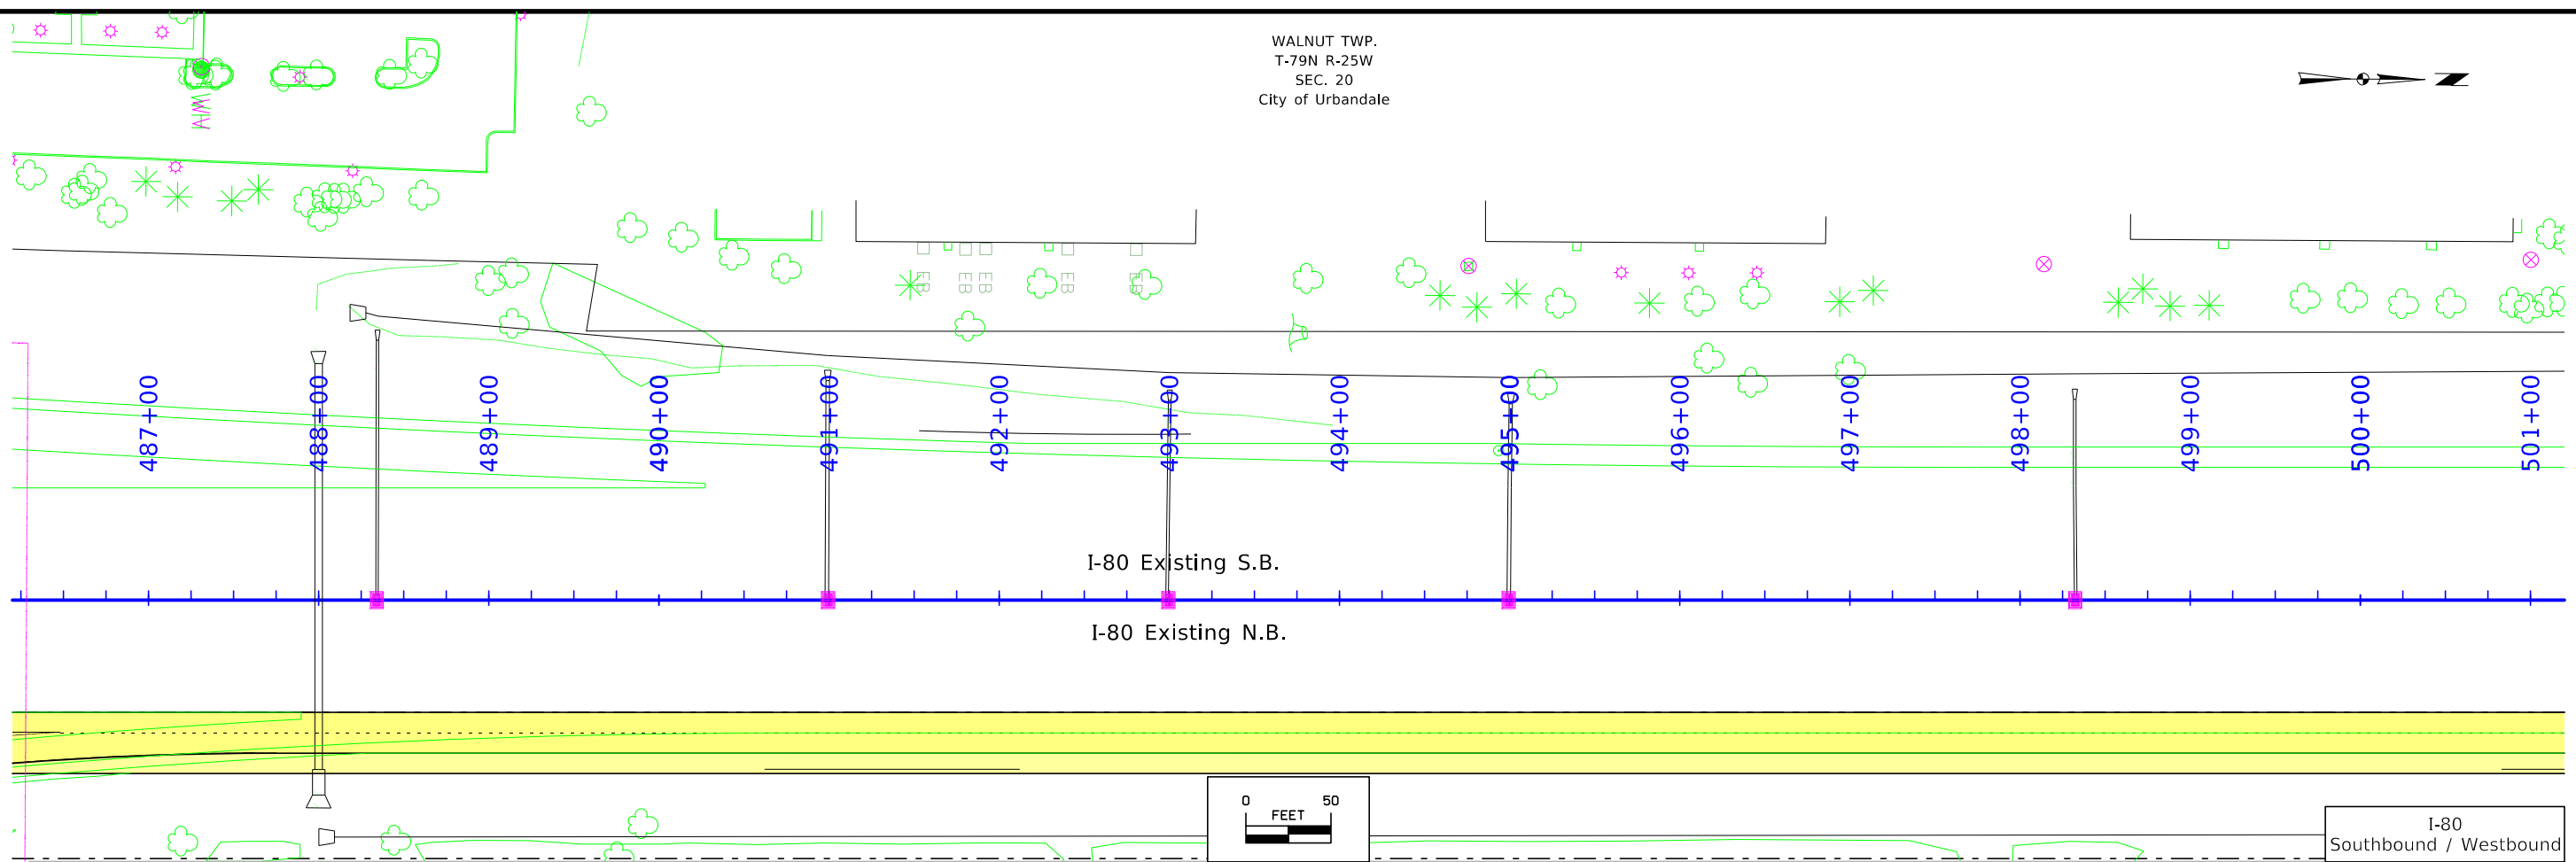 WALNUT TWP.
T-79N R-25W
SEC. 20
City of Urbandale
N
487+00
488+00
489+00
490+00
491+00
492+00
493+00
494+00
495+00
496+00
497+00
498+00
499+00
500+00
501+00
I-80 Existing S.B.
I-80 Existing N.B.
0 50
FEET
I-80
Southbound / Westbound